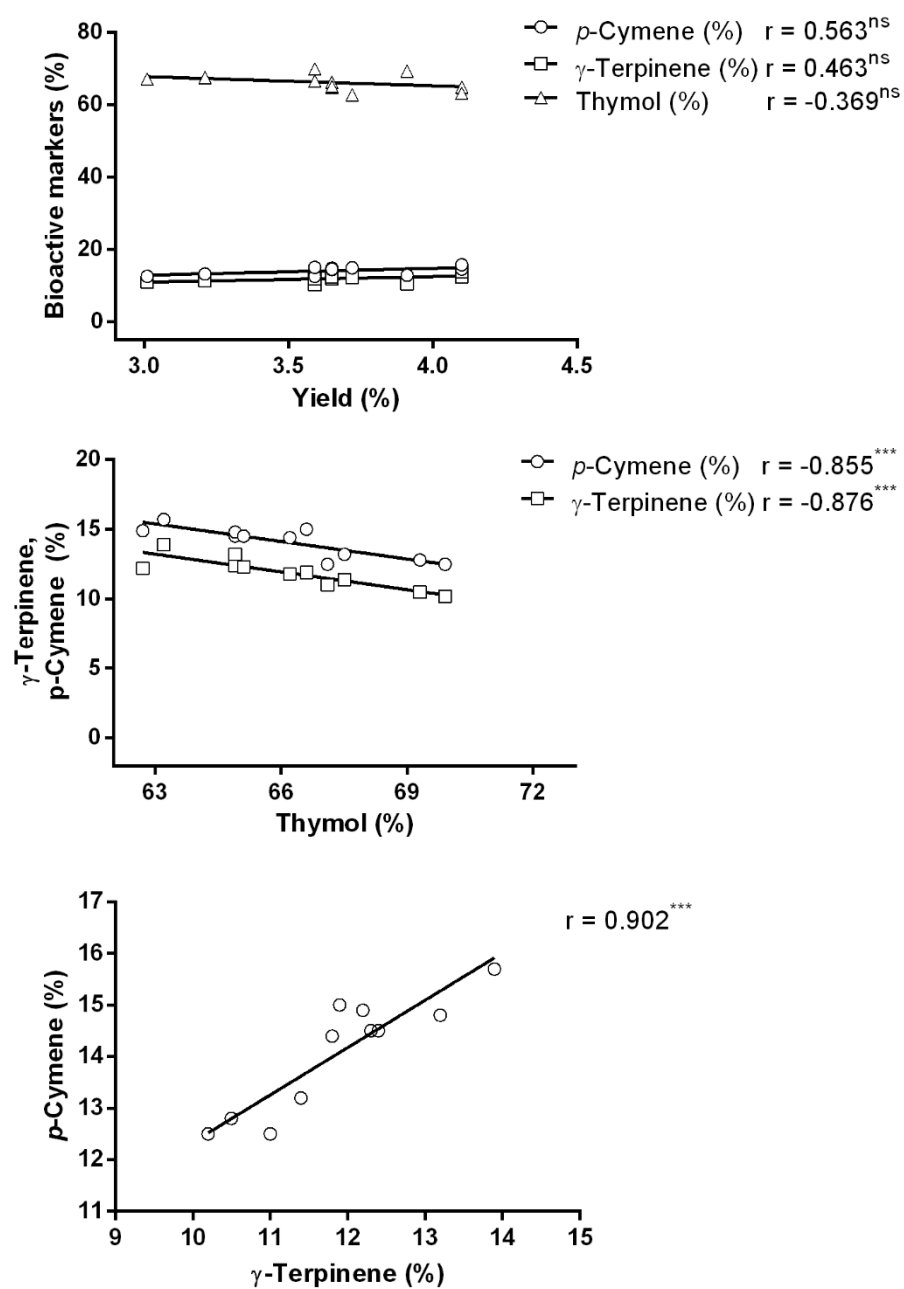 80
60
40
20
0
Bioactive markers (%)
3.0 3.5 4.0 4.5
Yield (%)
p-Cymene (%) r = 0.563ns
γ-Terpinene (%) r = 0.463ns
Thymol (%) r = -0.369ns
20
15
10
5
0
γ-Terpinene,
p-Cymene (%)
63 66 69 72
Thymol (%)
p-Cymene (%) r = -0.855***
γ-Terpinene (%) r = -0.876***
17
16
15
14
13
12
11
p-Cymene (%)
9 10 11 12 13 14 15
γ-Terpinene (%)
r = 0.902***